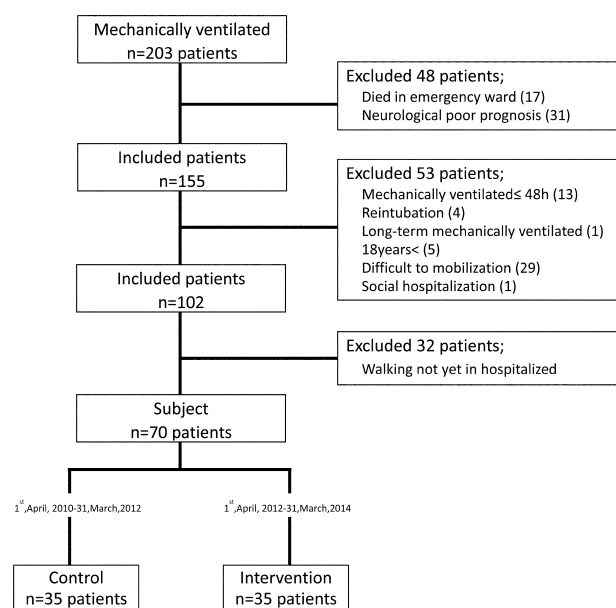 Mechanically ventilated
n=203 patients
Excluded 48 patients;
Died in emergency ward (17)
Neurological poor prognosis (31)
Included patients
n=155
Excluded 53 patients;
Mechanically ventilated≤ 48h (13)
Reintubation (4)
Long-term mechanically ventilated (1)
18years< (5)
Difficult to mobilization (29)
Social hospitalization (1)
Included patients
n=102
Excluded 32 patients;
Walking not yet in hospitalized
Subject
n=70 patients
1st,April, 2010-31,March,2012
1st,April, 2012-31,March,2014
Control
n=35 patients
Intervention
n=35 patients